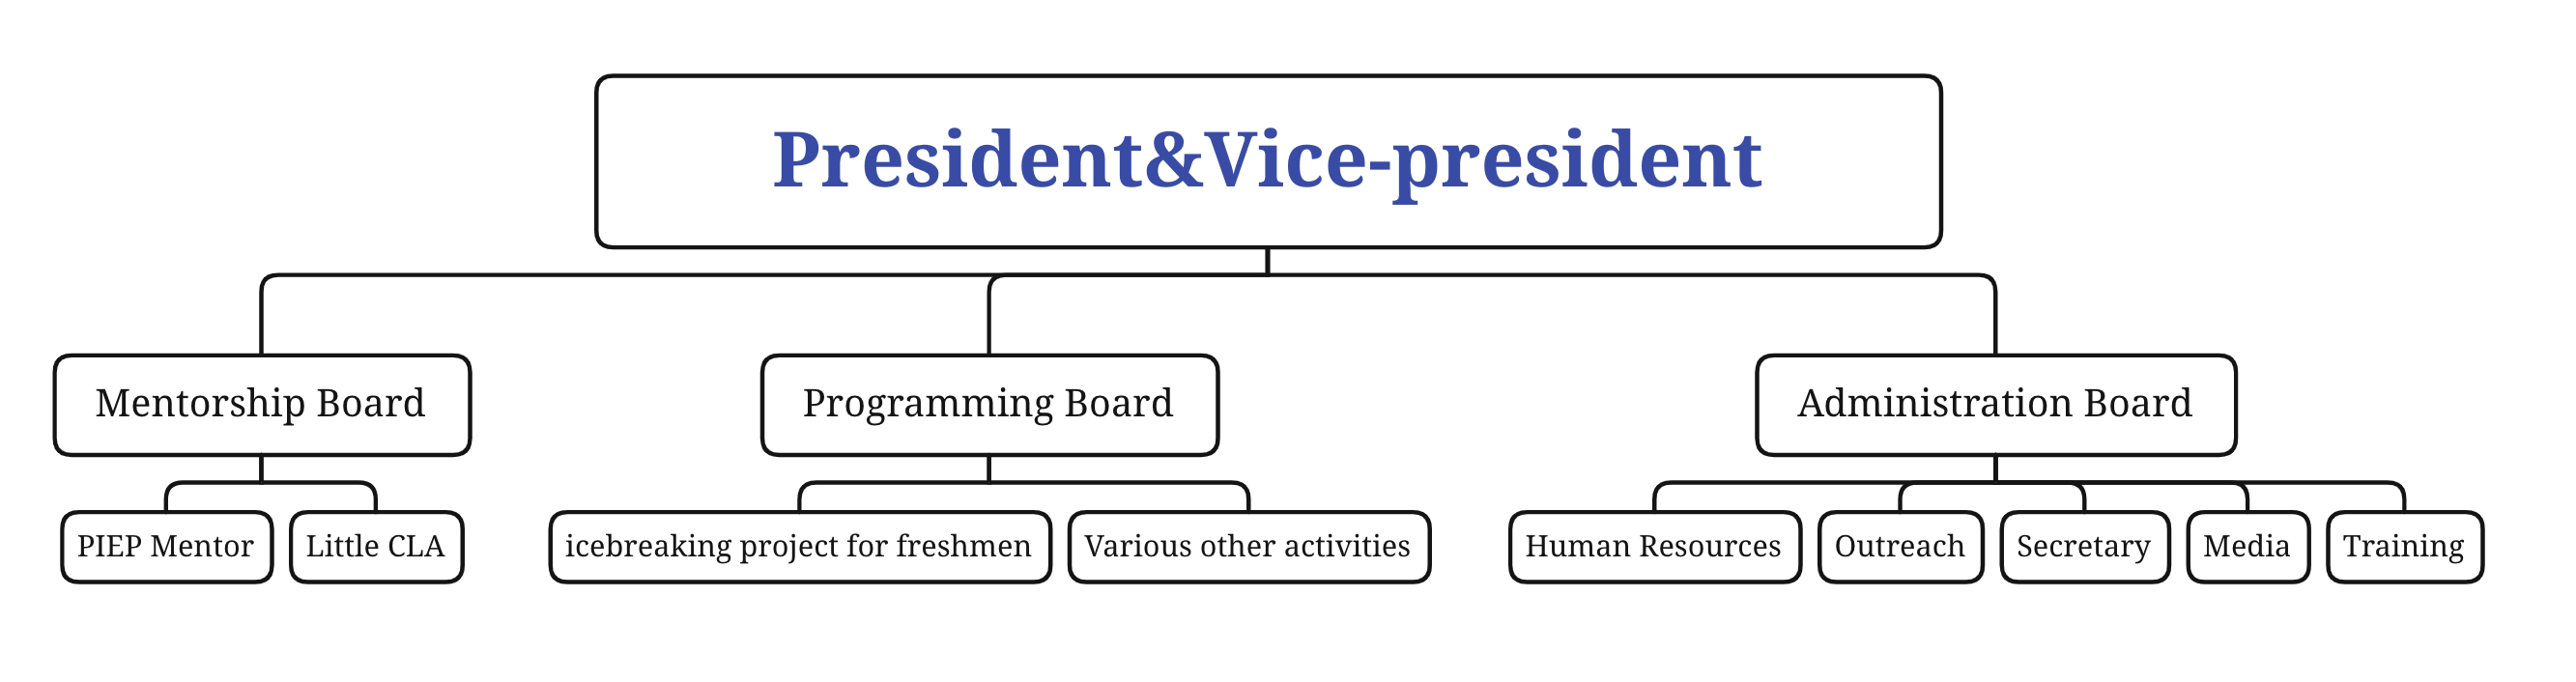 President&Vice-president
Mentorship Board
Programming Board
Administration Board
PIEP Mentor
Little CLA
icebreaking project for freshmen
Various other activities
Human Resources
Outreach
Secretary
Media
Training